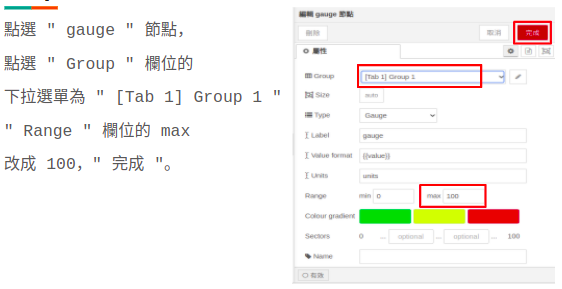 點選 " gauge " 節點,
點選 " Group " 欄位的
下拉選單為 " [Tab 1] Group 1 "
" Range " 欄位的 max
改成 100," 完成 "。
編輯 gauge 節點
刪除 取消 完成
屬性
Group [Tab 1] Group 1
Size auto
Type Gauge
Label gauge
Value format {{value}}
Units units
Range min 0 max 100
Colour gradient
Sectors 0 ... optional ... optional ... 100
Name
有效